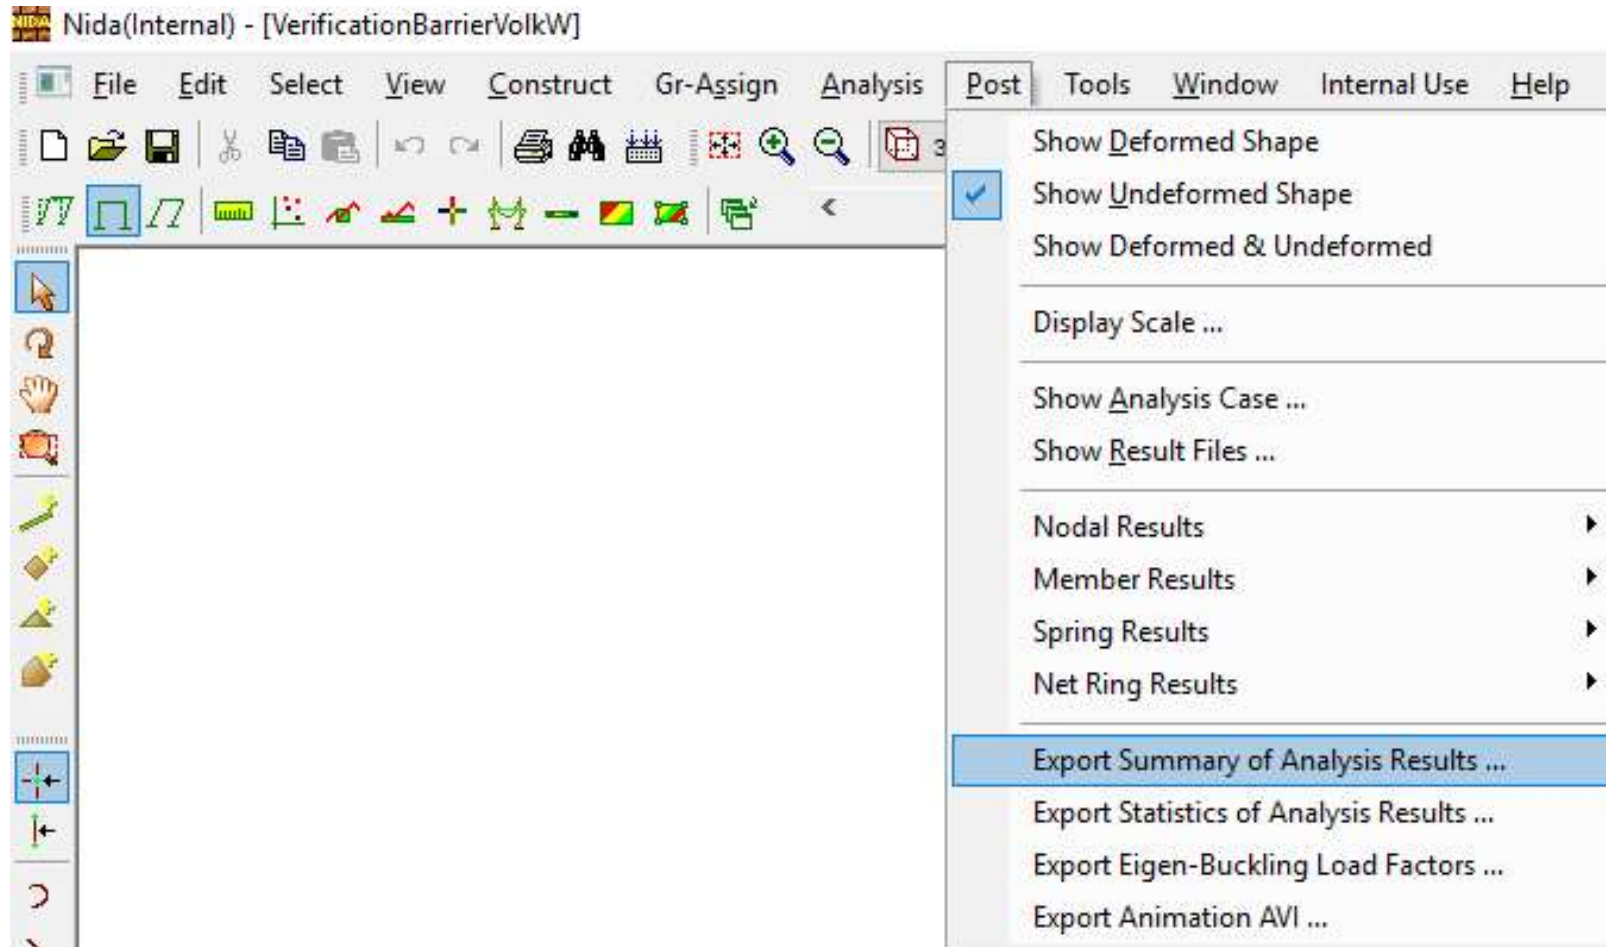 Nida(Internal) - [VerificationBarrierVolkW]
File Edit Select View Construct Gr-Assign Analysis Post Tools Window Internal Use Help
Show Deformed Shape
Show Undeformed Shape
Show Deformed & Undeformed
Display Scale ...
Show Analysis Case ...
Show Result Files ...
Nodal Results
Member Results
Spring Results
Net Ring Results
Export Summary of Analysis Results ...
Export Statistics of Analysis Results ...
Export Eigen-Buckling Load Factors ...
Export Animation AVI ...